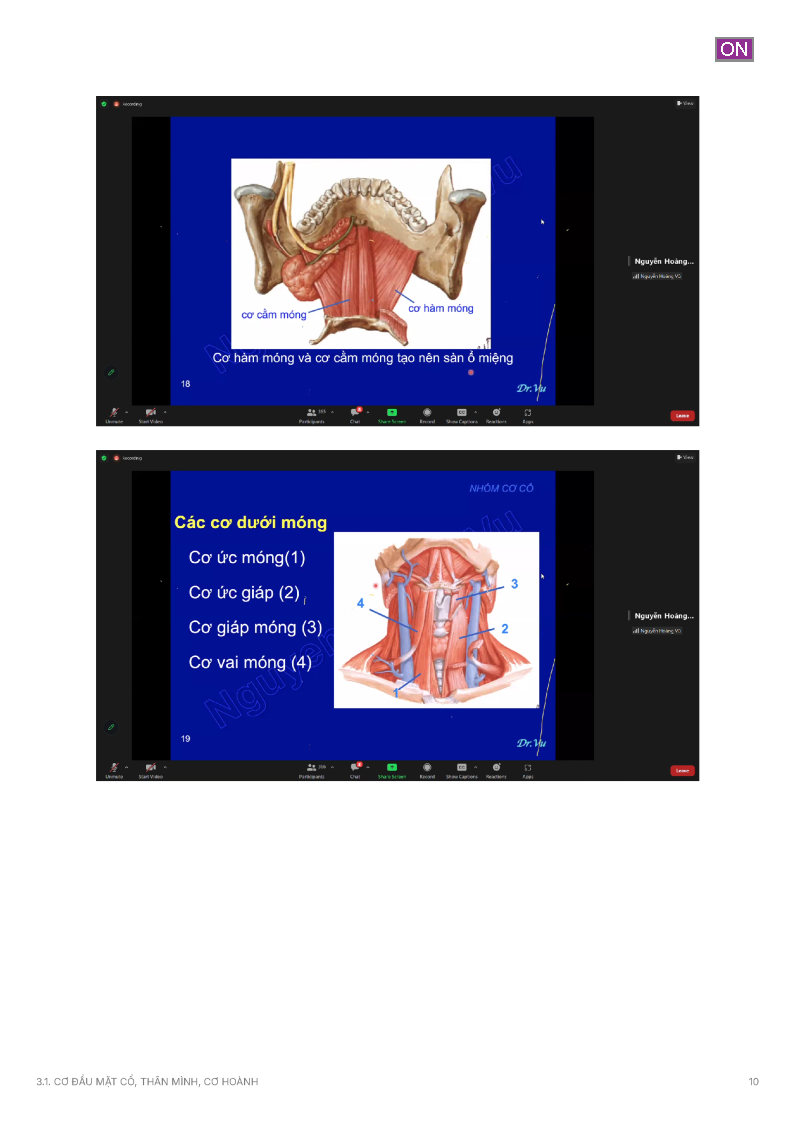 ON
Recording
View
cơ cằm móng
cơ hàm móng
Cơ hàm móng và cơ cằm móng tạo nên sàn ổ miệng
18
Dr.Vu
Nguyễn Hoàng...
Nguyễn Hoàng Vũ
Unmute
Start Video
Participants
Chat
Share Screen
Record
Show Captions
Reactions
Apps
Leave
Recording
View
NHÓM CƠ CỔ
Các cơ dưới móng
Cơ ức móng(1)
Cơ ức giáp (2)
Cơ giáp móng (3)
Cơ vai móng (4)
3
4
2
1
Nguyen
Vu
19
Dr.Vu
Nguyễn Hoàng...
Nguyễn Hoàng Vũ
Unmute
Start Video
Participants
Chat
Share Screen
Record
Show Captions
Reactions
Apps
Leave
3.1. CƠ ĐẦU MẶT CỔ, THÂN MÌNH, CƠ HOÀNH
10